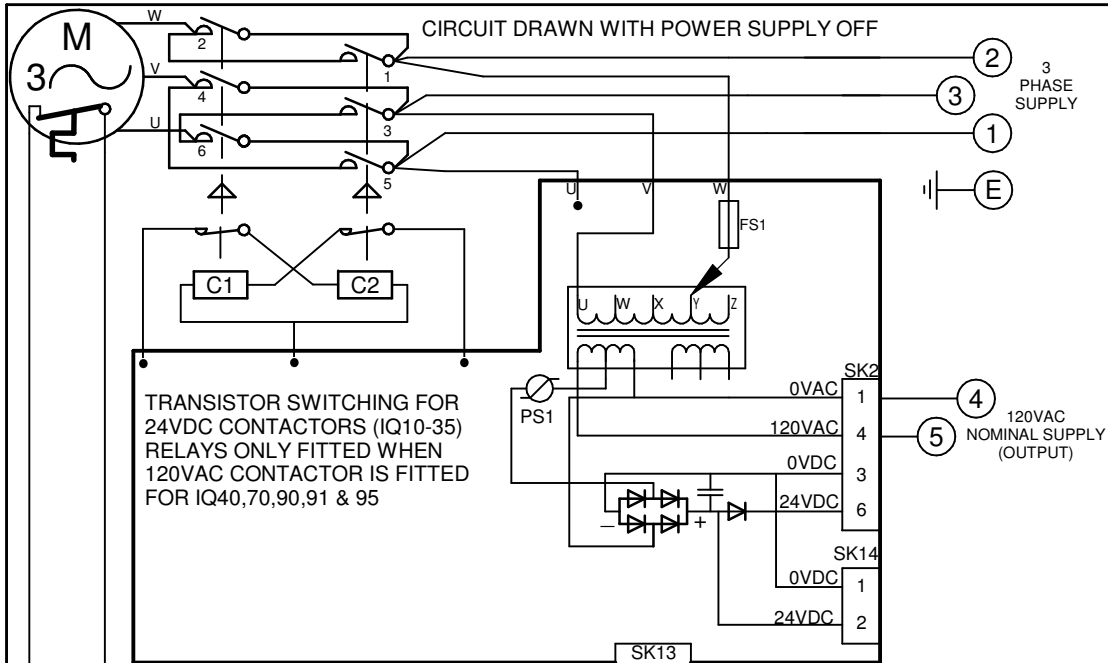 CIRCUIT DRAWN WITH POWER SUPPLY OFF
M
3
W
V
U
2
4
6
1
3
5
2
3
1
E
3
PHASE
SUPPLY
U
V
W
FS1
C1
C2
U
W
X
Y
Z
PS1
TRANSISTOR SWITCHING FOR
24VDC CONTACTORS (IQ10-35)
RELAYS ONLY FITTED WHEN
120VAC CONTACTOR IS FITTED
FOR IQ40,70,90,91 & 95
SK2
0VAC 1
120VAC 4
0VDC 3
24VDC 6
4
5
120VAC
NOMINAL SUPPLY
(OUTPUT)
− +
SK14
0VDC 1
24VDC 2
SK13